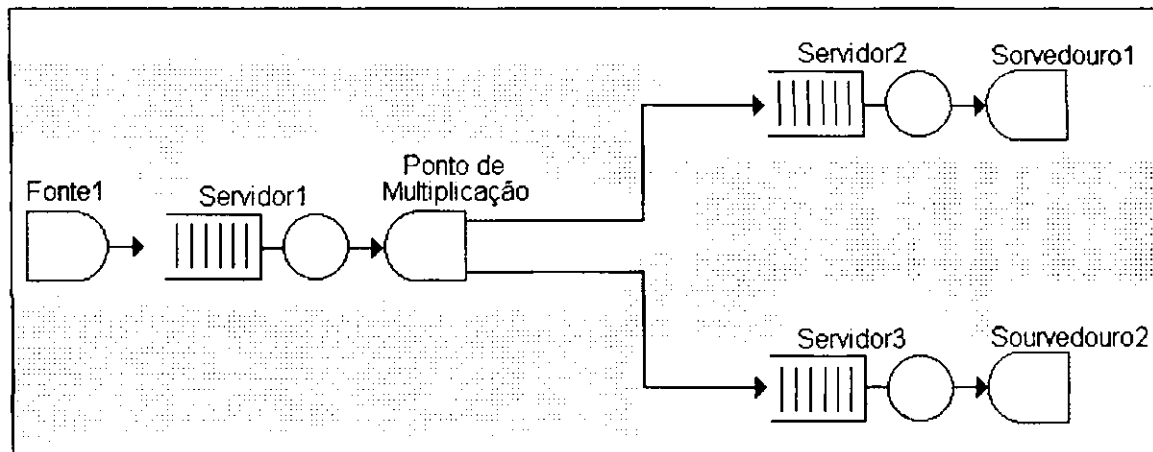 Servidor2
Sorvedouro1
Ponto de
Multiplicação
Fonte1
Servidor1
Servidor3
Sourvedouro2